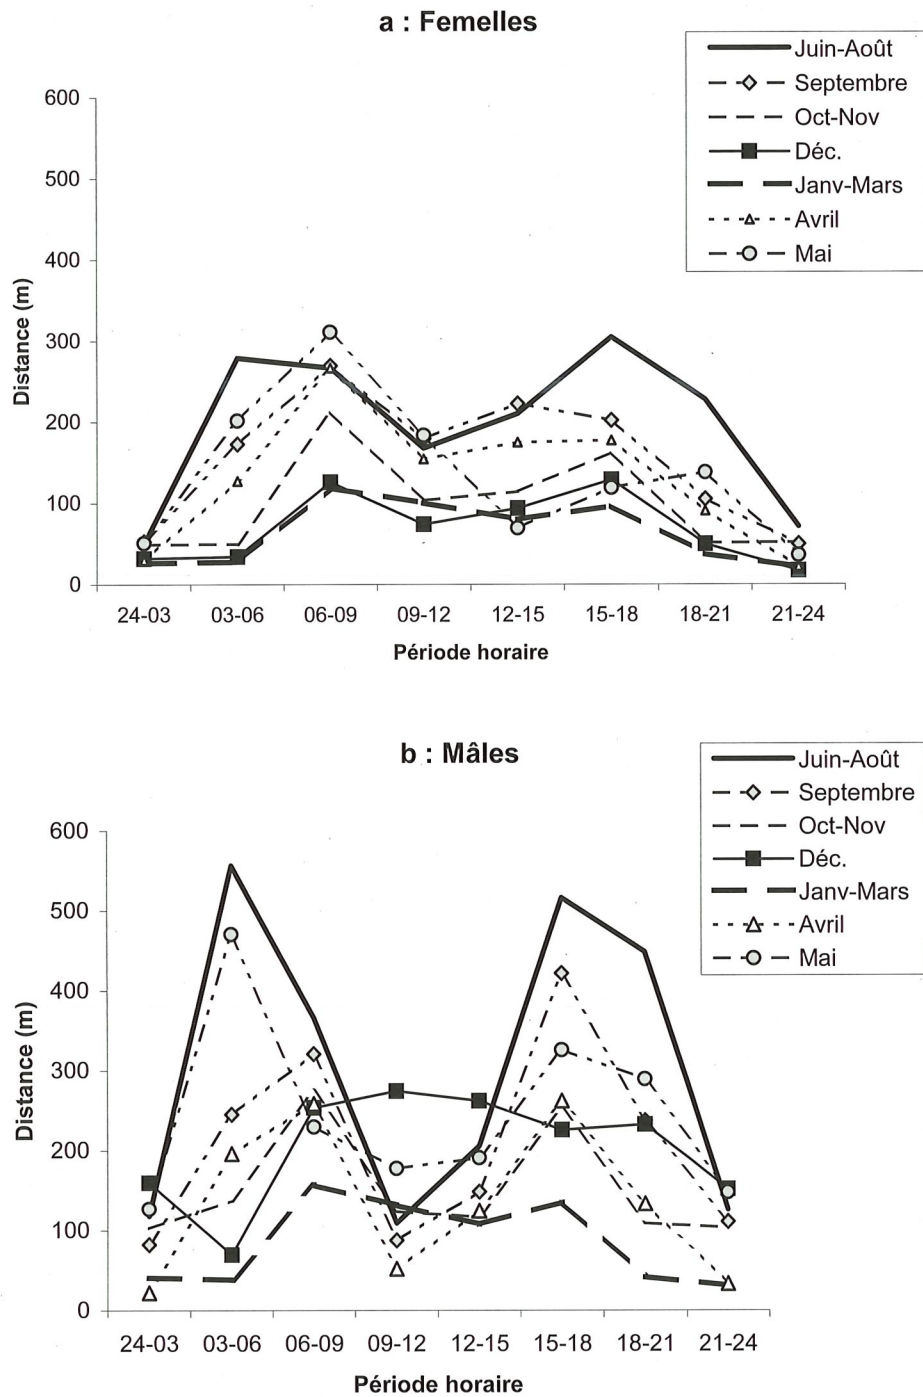 a : Femelles
Juin-Août
Septembre
Oct-Nov
Déc.
Janv-Mars
Avril
Mai
600
500
400
300
200
100
0
Distance (m)
24-03 03-06 06-09 09-12 12-15 15-18 18-21 21-24
Période horaire
b : Mâles
Juin-Août
Septembre
Oct-Nov
Déc.
Janv-Mars
Avril
Mai
600
500
400
300
200
100
0
Distance (m)
24-03 03-06 06-09 09-12 12-15 15-18 18-21 21-24
Période horaire